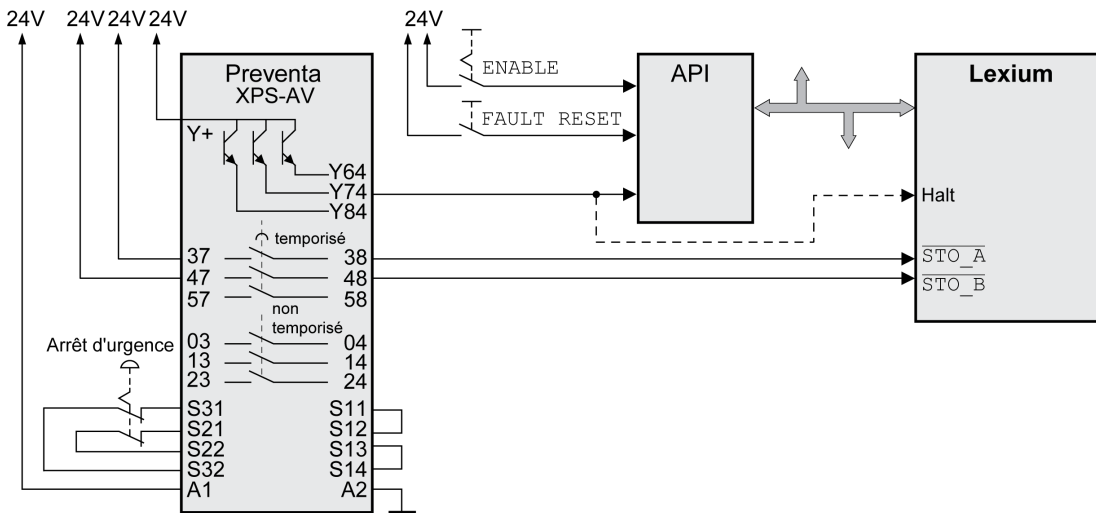 24V 24V 24V 24V 24V
Preventa
XPS-AV
API
Lexium
ENABLE
FAULT RESET
Y+
Y64
Y74
Y84
Halt
temporisé
37 38
47 48
57 58
STO_A
STO_B
non
temporisé
Arrêt d'urgence
03 04
13 14
23 24
S31 S11
S21 S12
S22 S13
S32 S14
A1 A2